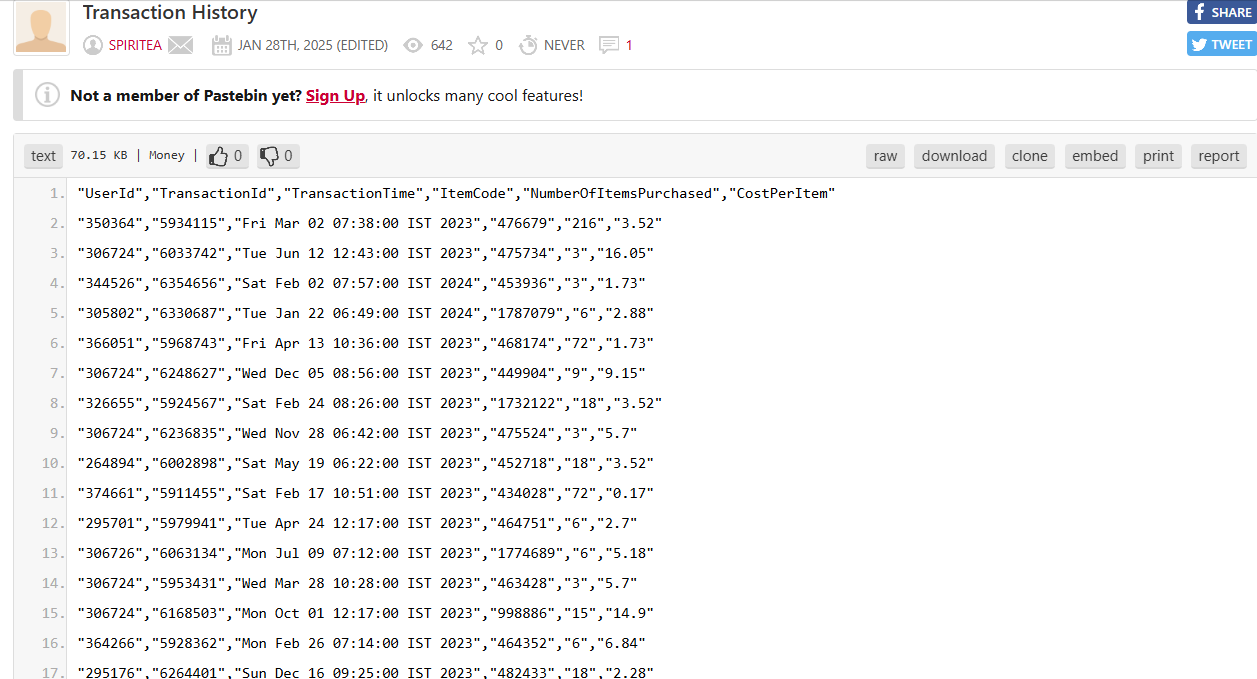 Transaction History
SHARE
SPIRITEA JAN 28TH, 2025 (EDITED) 642 0 NEVER 1
TWEET
Not a member of Pastebin yet? Sign Up, it unlocks many cool features!
text 70.15 KB | Money | 0 0 raw download clone embed print report
1. "UserId","TransactionId","TransactionTime","ItemCode","NumberOfItemsPurchased","CostPerItem"
2. "350364","5934115","Fri Mar 02 07:38:00 IST 2023","476679","216","3.52"
3. "306724","6033742","Tue Jun 12 12:43:00 IST 2023","475734","3","16.05"
4. "344526","6354656","Sat Feb 02 07:57:00 IST 2024","453936","3","1.73"
5. "305802","6330687","Tue Jan 22 06:49:00 IST 2024","1787079","6","2.88"
6. "366051","5968743","Fri Apr 13 10:36:00 IST 2023","468174","72","1.73"
7. "306724","6248627","Wed Dec 05 08:56:00 IST 2023","449904","9","9.15"
8. "326655","5924567","Sat Feb 24 08:26:00 IST 2023","1732122","18","3.52"
9. "306724","6236835","Wed Nov 28 06:42:00 IST 2023","475524","3","5.7"
10. "264894","6002898","Sat May 19 06:22:00 IST 2023","452718","18","3.52"
11. "374661","5911455","Sat Feb 17 10:51:00 IST 2023","434028","72","0.17"
12. "295701","5979941","Tue Apr 24 12:17:00 IST 2023","464751","6","2.7"
13. "306726","6063134","Mon Jul 09 07:12:00 IST 2023","1774689","6","5.18"
14. "306724","5953431","Wed Mar 28 10:28:00 IST 2023","463428","3","5.7"
15. "306724","6168503","Mon Oct 01 12:17:00 IST 2023","998886","15","14.9"
16. "364266","5928362","Mon Feb 26 07:14:00 IST 2023","464352","6","6.84"
17. "295176","6264401","Sun Dec 16 09:25:00 IST 2023","482433","18","2.28"